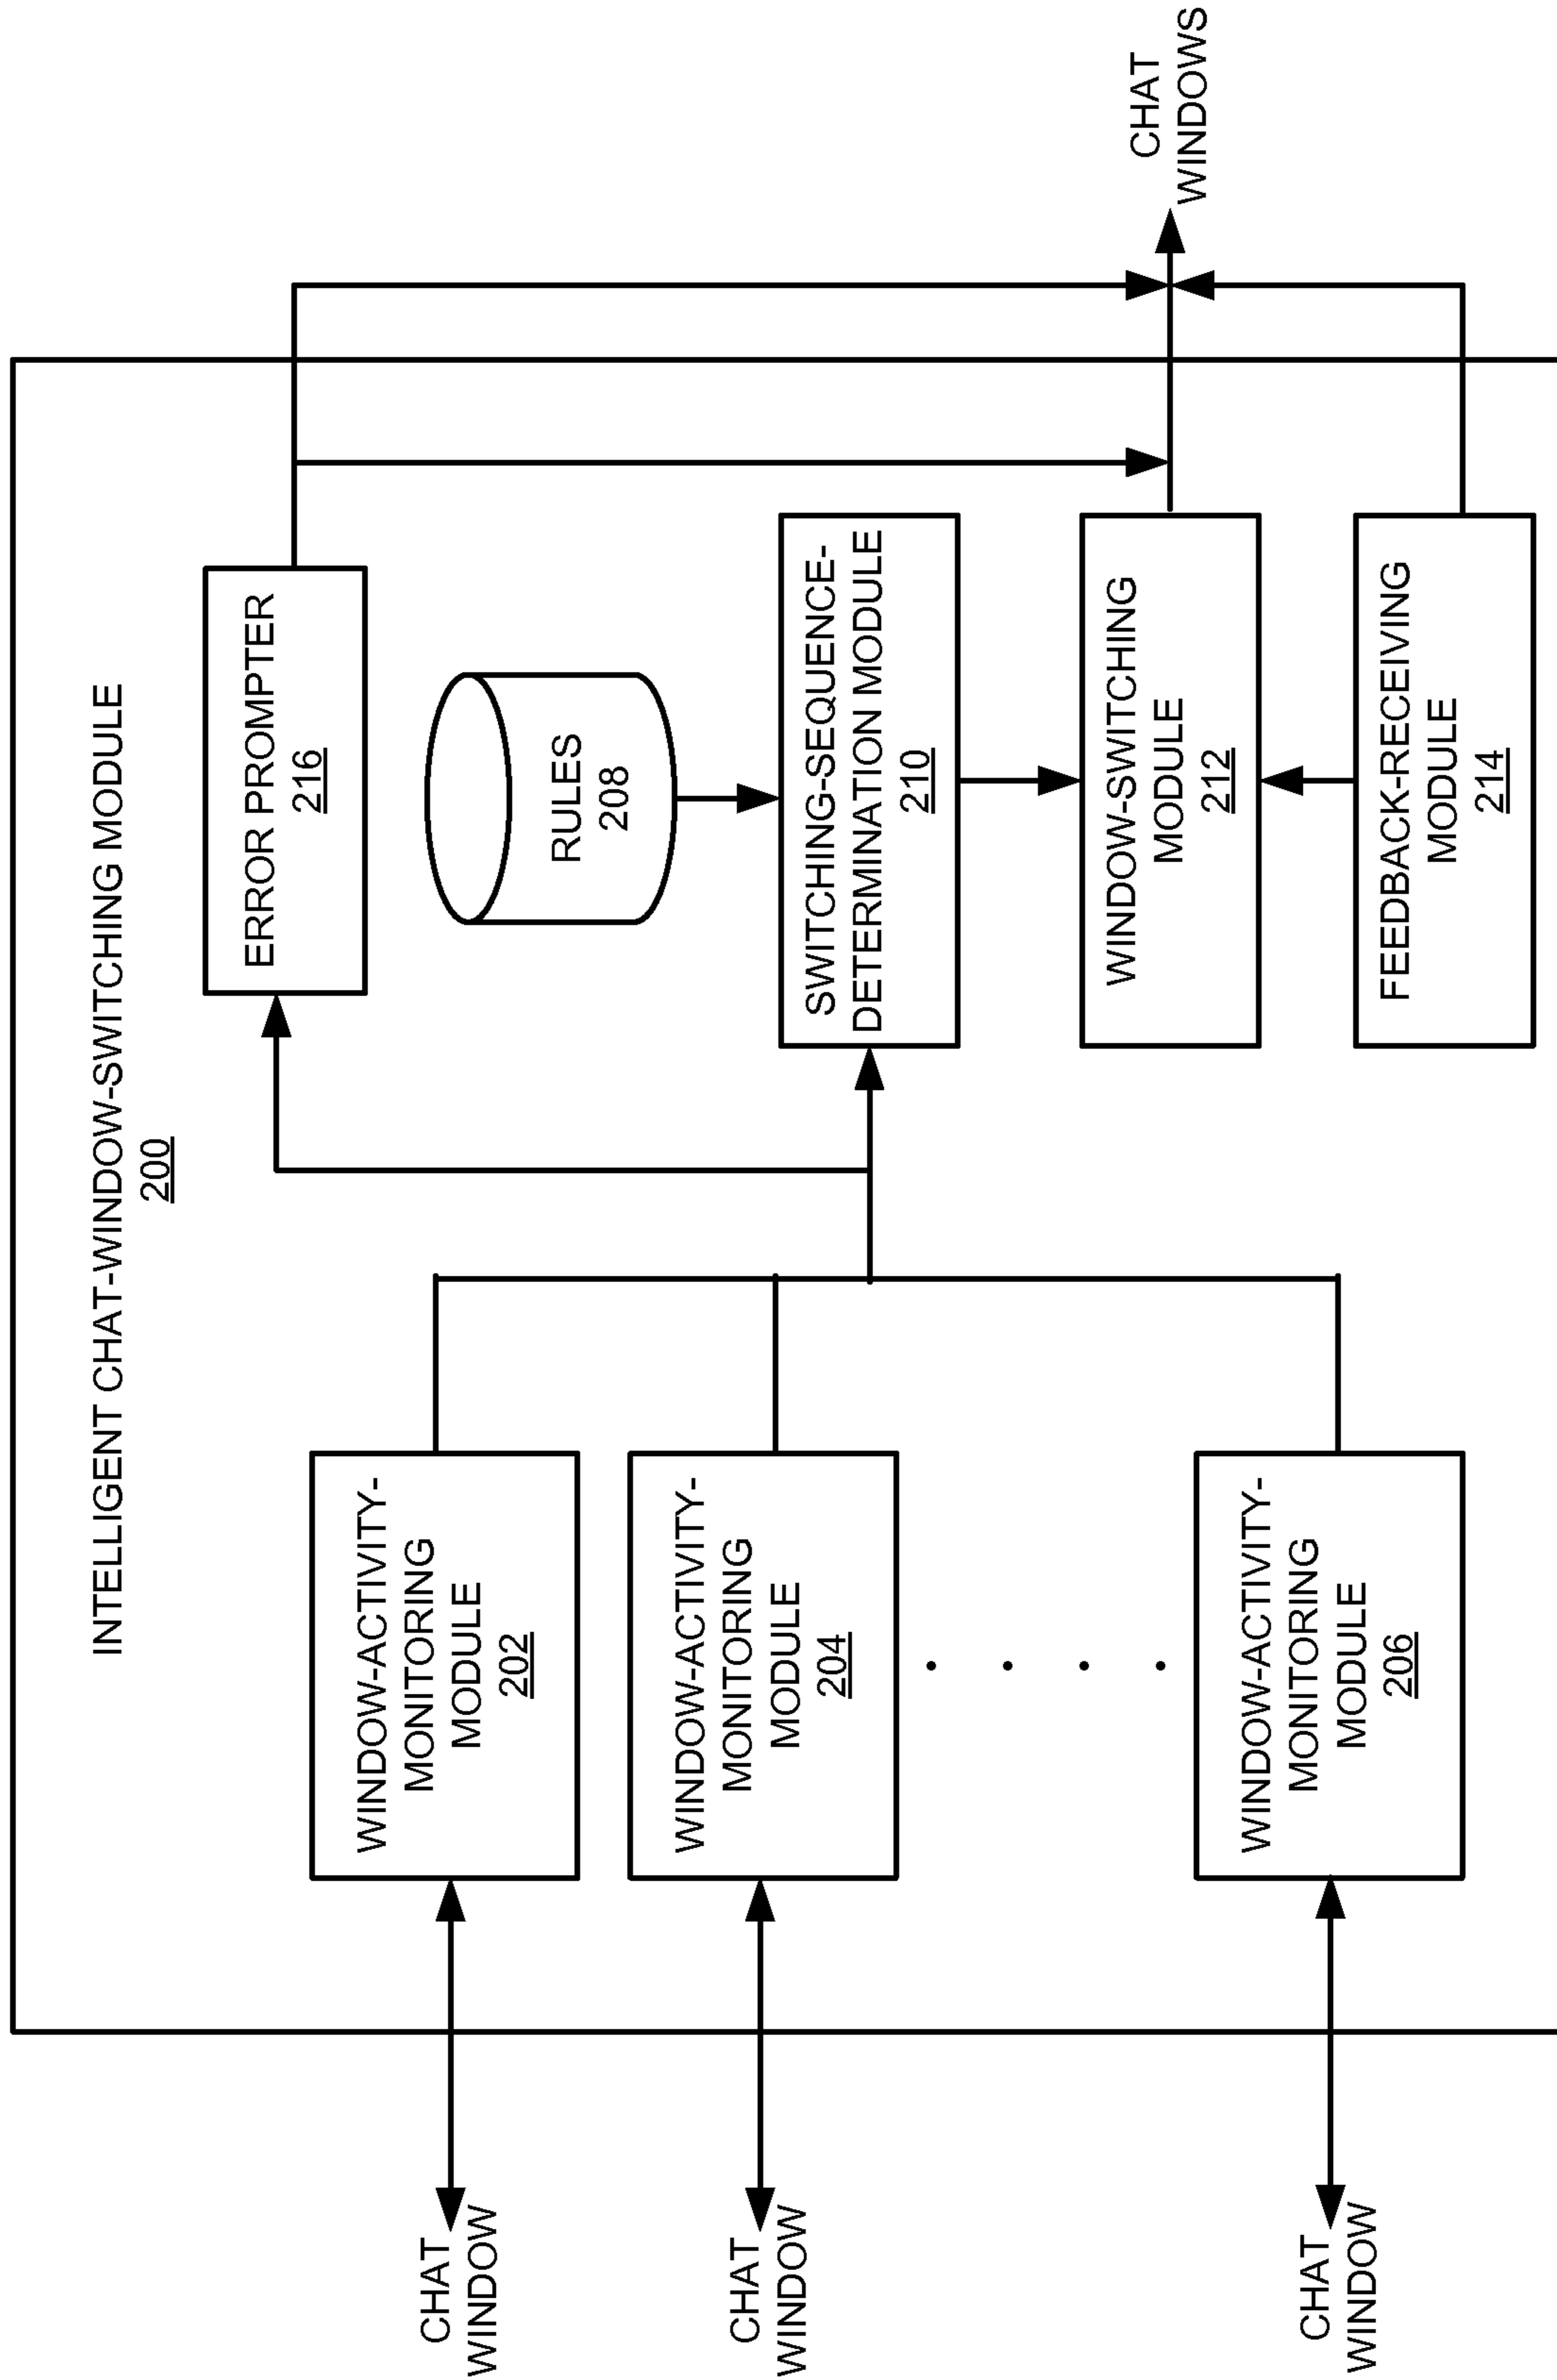 INTELLIGENT CHAT-WINDOW-SWITCHING MODULE
200
CHAT
WINDOW
WINDOW-ACTIVITY-
MONITORING
MODULE
202
CHAT
WINDOW
WINDOW-ACTIVITY-
MONITORING
MODULE
204
CHAT
WINDOW
WINDOW-ACTIVITY-
MONITORING
MODULE
206
ERROR PROMPTER
216
RULES
208
SWITCHING-SEQUENCE-
DETERMINATION MODULE
210
WINDOW-SWITCHING
MODULE
212
FEEDBACK-RECEIVING
MODULE
214
CHAT
WINDOWS